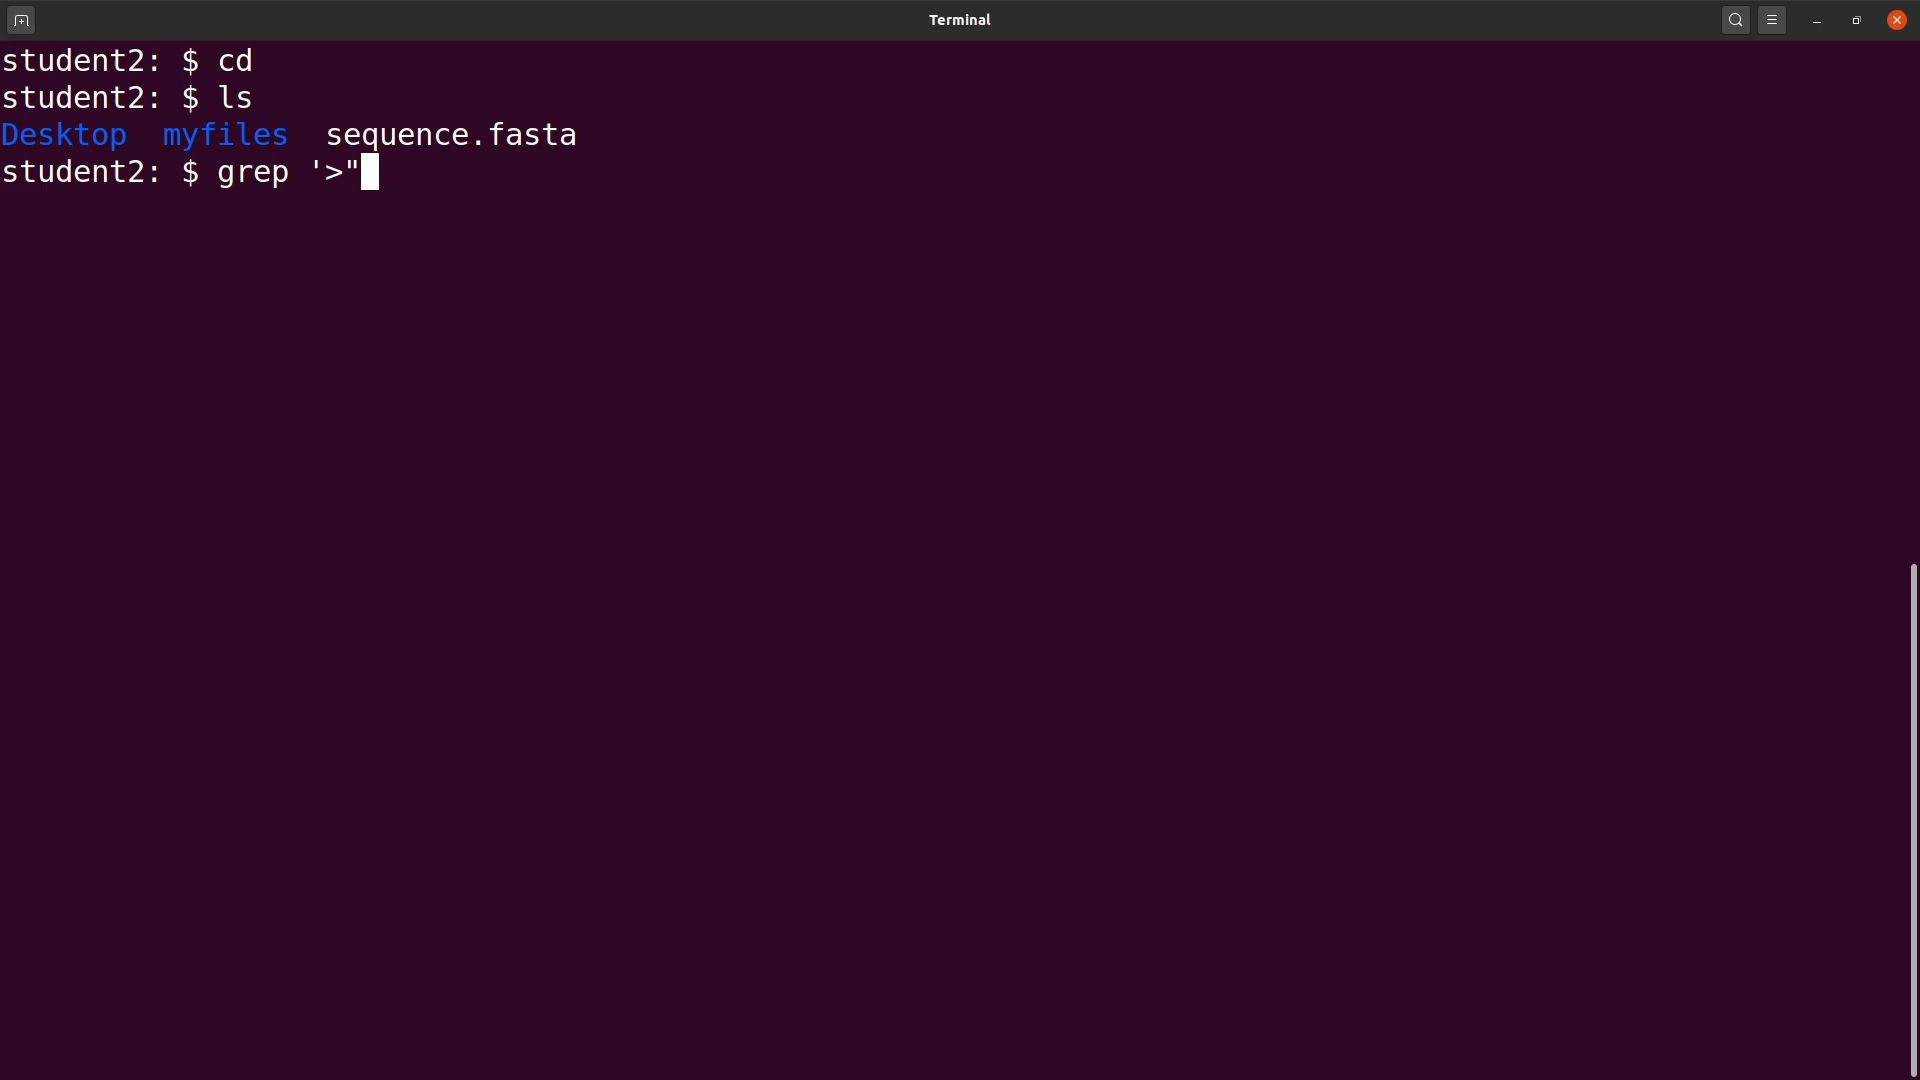 Terminal
student2: $ cd
student2: $ ls
Desktop  myfiles  sequence.fasta
student2: $ grep '>"